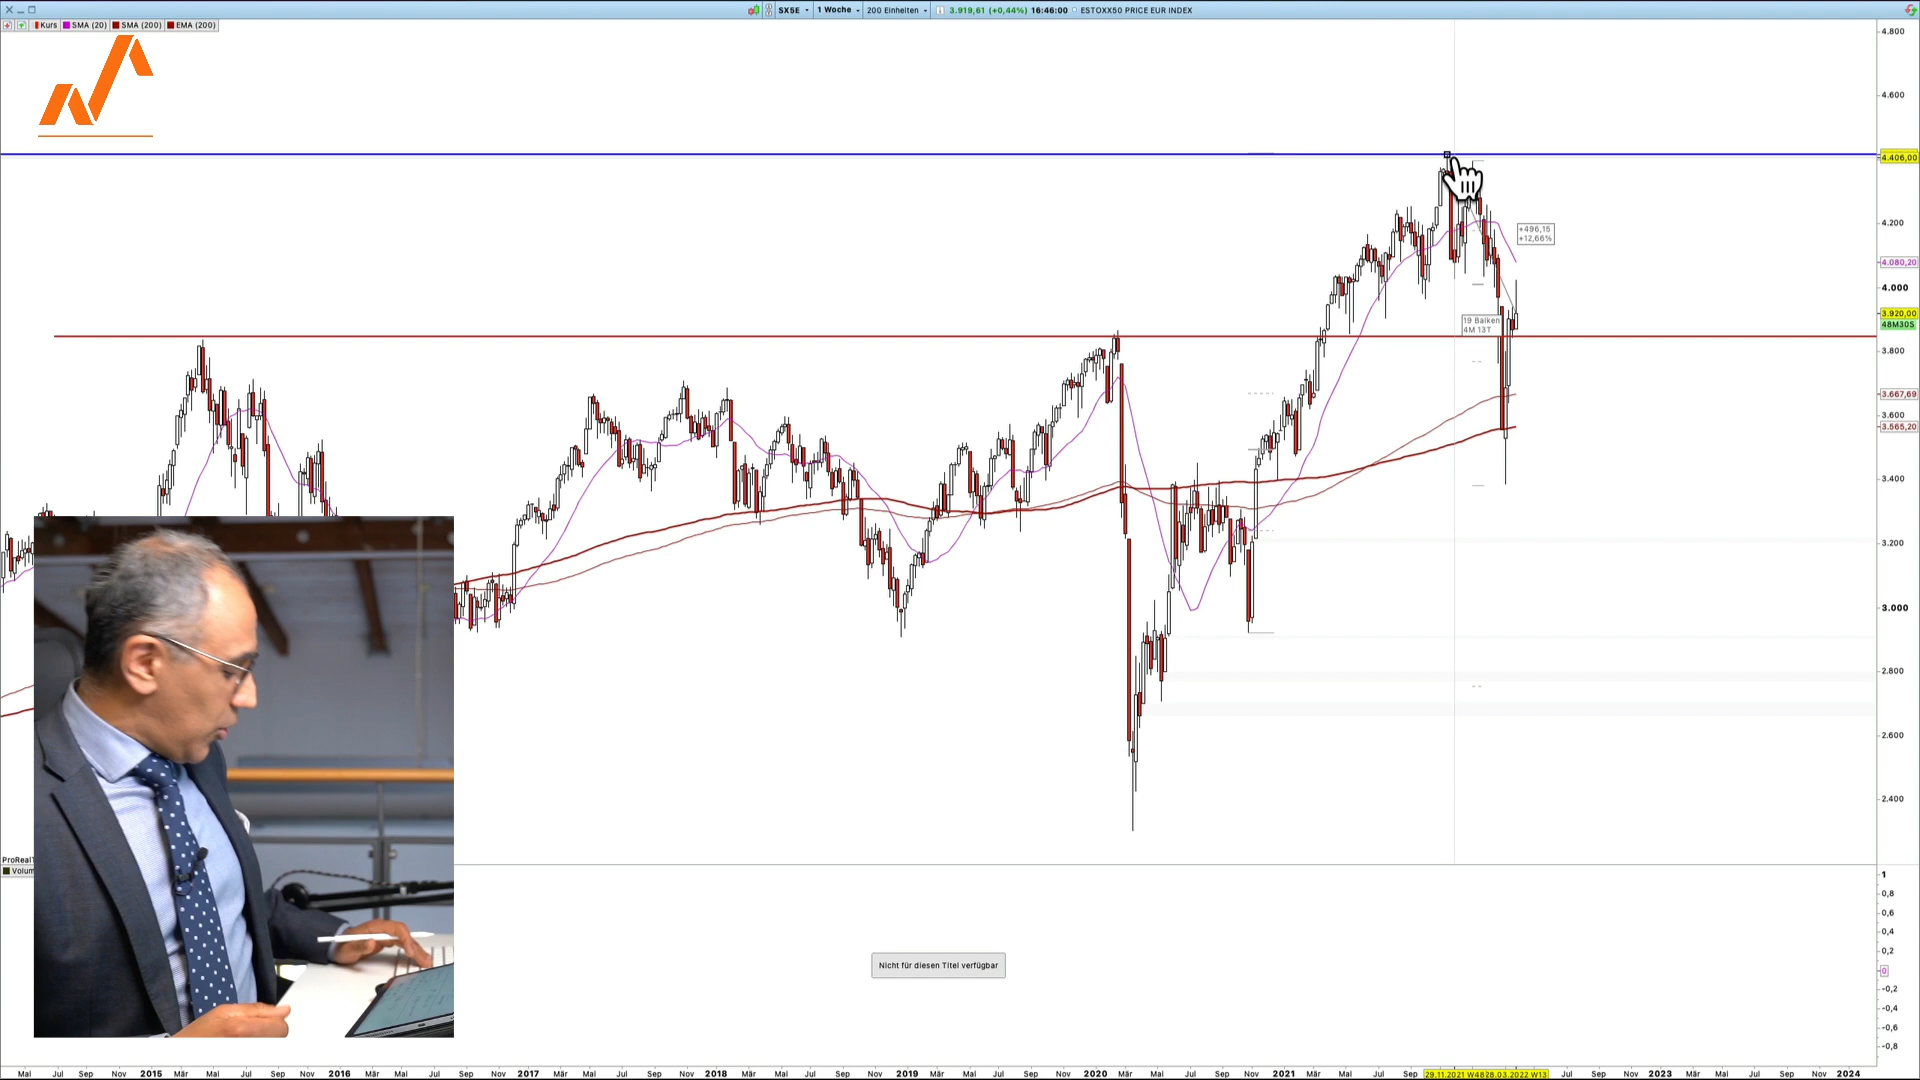 SX5E
1 Woche
200 Einheiten
3.919,61 (+0,44%) 16:46:00
ESTOXX50 PRICE EUR INDEX
Kurs
SMA (20)
SMA (200)
EMA (200)
4.800
4.600
4.406,00
4.200
+496,15
+12,66%
4.080,20
4.000
3.920,00
48M30S
19 Balken
4M 13T
3.800
3.667,69
3.600
3.565,20
3.400
3.200
3.000
2.800
2.600
2.400
ProRealT
Volum
1
0,8
0,6
0,4
0,2
0
-0,2
-0,4
-0,6
-0,8
Nicht für diesen Titel verfügbar
Mai Jul Sep Nov 2015 Mär Mai Jul Sep Nov 2016 Mär Mai Jul Sep Nov 2017 Mär Mai Jul Sep Nov 2018 Mär Mai Jul Sep Nov 2019 Mär Mai Jul Sep Nov 2020 Mär Mai Jul Sep Nov 2021 Mär Mai Jul Sep 29.11.2021 W48 28.03.2022 W13 Jul Sep Nov 2023 Mär Mai Jul Sep Nov 2024